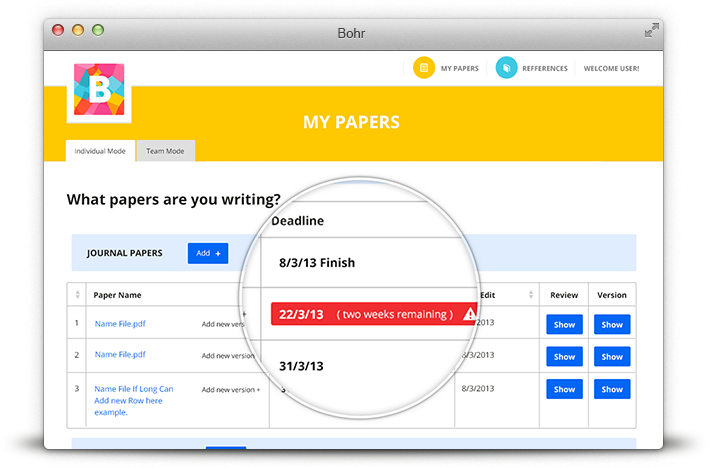 Bohr
MY PAPERS
REFFERENCES
WELCOME USER!
B
MY PAPERS
Individual Mode
Team Mode
What papers are you writing?
JOURNAL PAPERS
Add +
Deadline
Paper Name
Edit
Review
Version
8/3/13 Finish
1
Name File.pdf
Add new
22/3/13 ( two weeks remaining )
2013
Show
Show
2
Name File.pdf
Add new version
8/3/2013
Show
Show
31/3/13
3
Name File If Long Can
Add new Row here
example.
Add new version +
8/3/2013
Show
Show